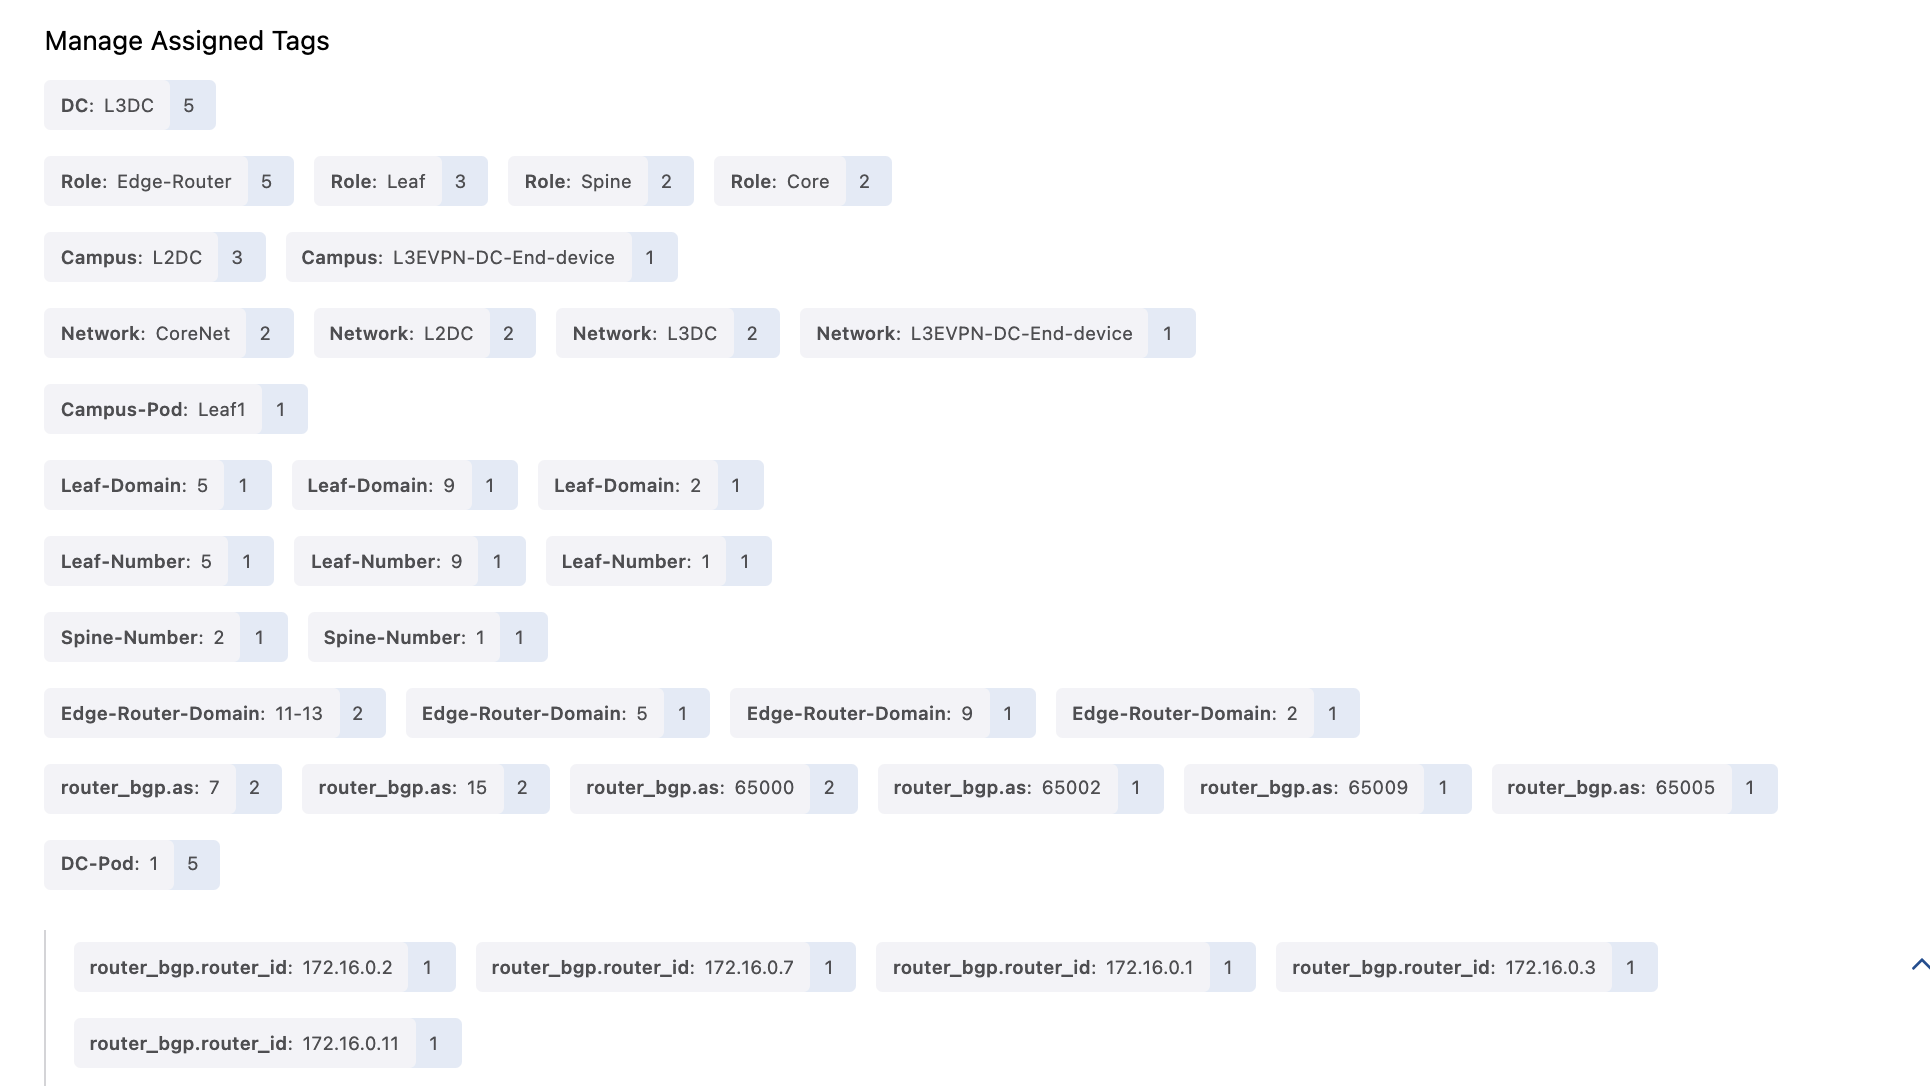 Manage Assigned Tags
DC: L3DC 5
Role: Edge-Router 5 Role: Leaf 3 Role: Spine 2 Role: Core 2
Campus: L2DC 3 Campus: L3EVPN-DC-End-device 1
Network: CoreNet 2 Network: L2DC 2 Network: L3DC 2 Network: L3EVPN-DC-End-device 1
Campus-Pod: Leaf1 1
Leaf-Domain: 5 1 Leaf-Domain: 9 1 Leaf-Domain: 2 1
Leaf-Number: 5 1 Leaf-Number: 9 1 Leaf-Number: 1 1
Spine-Number: 2 1 Spine-Number: 1 1
Edge-Router-Domain: 11-13 2 Edge-Router-Domain: 5 1 Edge-Router-Domain: 9 1 Edge-Router-Domain: 2 1
router_bgp.as: 7 2 router_bgp.as: 15 2 router_bgp.as: 65000 2 router_bgp.as: 65002 1 router_bgp.as: 65009 1 router_bgp.as: 65005 1
DC-Pod: 1 5
router_bgp.router_id: 172.16.0.2 1 router_bgp.router_id: 172.16.0.7 1 router_bgp.router_id: 172.16.0.1 1 router_bgp.router_id: 172.16.0.3 1
router_bgp.router_id: 172.16.0.11 1